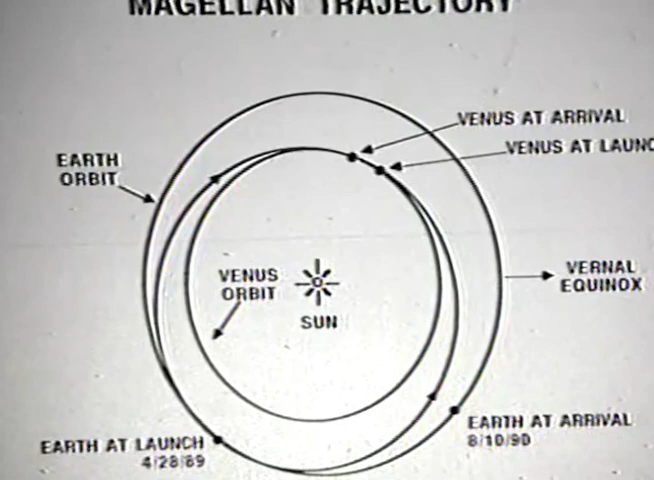 MAGELLAN TRAJECTORY
VENUS AT ARRIVAL
VENUS AT LAUNC
EARTH
ORBIT
VERNAL
EQUINOX
VENUS
ORBIT
SUN
EARTH AT ARRIVAL
8/10/90
EARTH AT LAUNCH
4/28/89